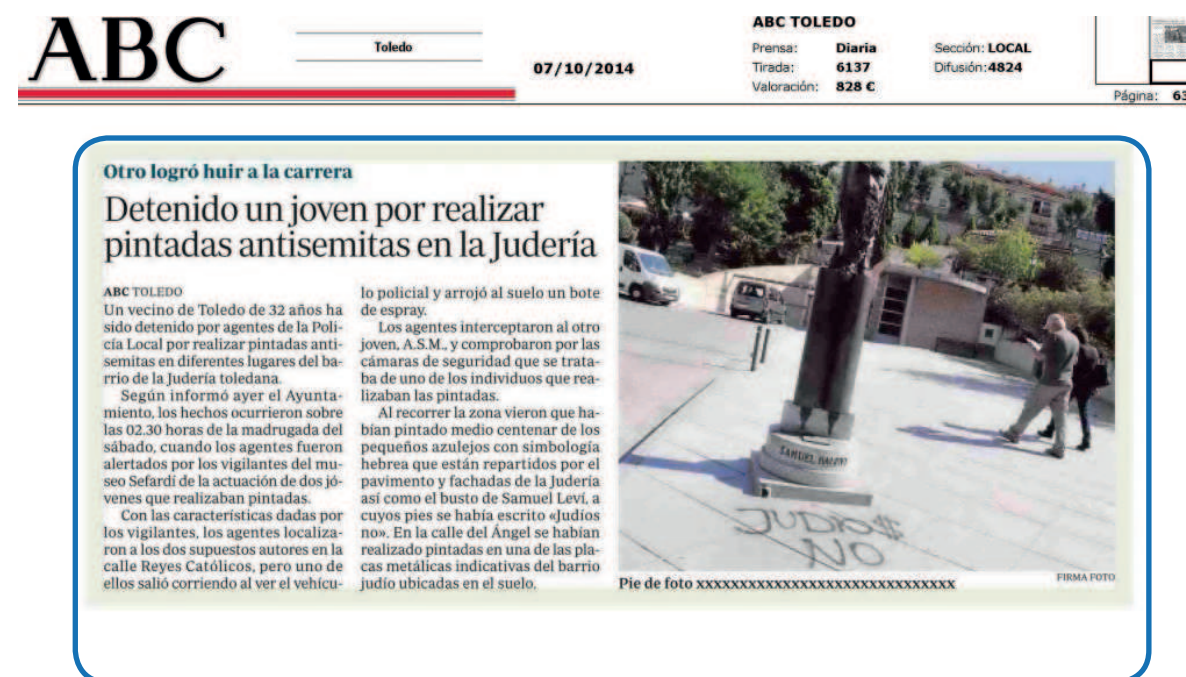 ABC
Toledo
07/10/2014
ABC TOLEDO
Prensa: Diaria
Tirada: 6137
Valoración: 828 €
Sección: LOCAL
Difusión: 4824
Página: 63
Otro logró huir a la carrera
Detenido un joven por realizar
pintadas antisemitas en la Judería
ABC TOLEDO
Un vecino de Toledo de 32 años ha
sido detenido por agentes de la Poli-
cía Local por realizar pintadas anti-
semitas en diferentes lugares del ba-
rrio de la Judería toledana.
Según informó ayer el Ayunta-
miento, los hechos ocurrieron sobre
las 02.30 horas de la madrugada del
sábado, cuando los agentes fueron
alertados por los vigilantes del mu-
seo Sefardí de la actuación de dos jó-
venes que realizaban pintadas.
Con las características dadas por
los vigilantes, los agentes localiza-
ron a los dos supuestos autores en la
calle Reyes Católicos, pero uno de
ellos salió corriendo al ver el vehícu-
lo policial y arrojó al suelo un bote
de espray.
Los agentes interceptaron al otro
joven, A.S.M., y comprobaron por las
cámaras de seguridad que se trata-
ba de uno de los individuos que rea-
lizaban las pintadas.
Al recorrer la zona vieron que ha-
bían pintado medio centenar de los
pequeños azulejos con simbología
hebrea que están repartidos por el
pavimento y fachadas de la Judería
así como el busto de Samuel Leví, a
cuyos pies se había escrito «Judíos
no». En la calle del Ángel se habían
realizado pintadas en una de las pla-
cas metálicas indicativas del barrio
judío ubicadas en el suelo.
SAMUEL
JUDIO$
NO
Pie de foto xxxxxxxxxxxxxxxxxxxxxxxxxxxxxx
FIRMA FOTO